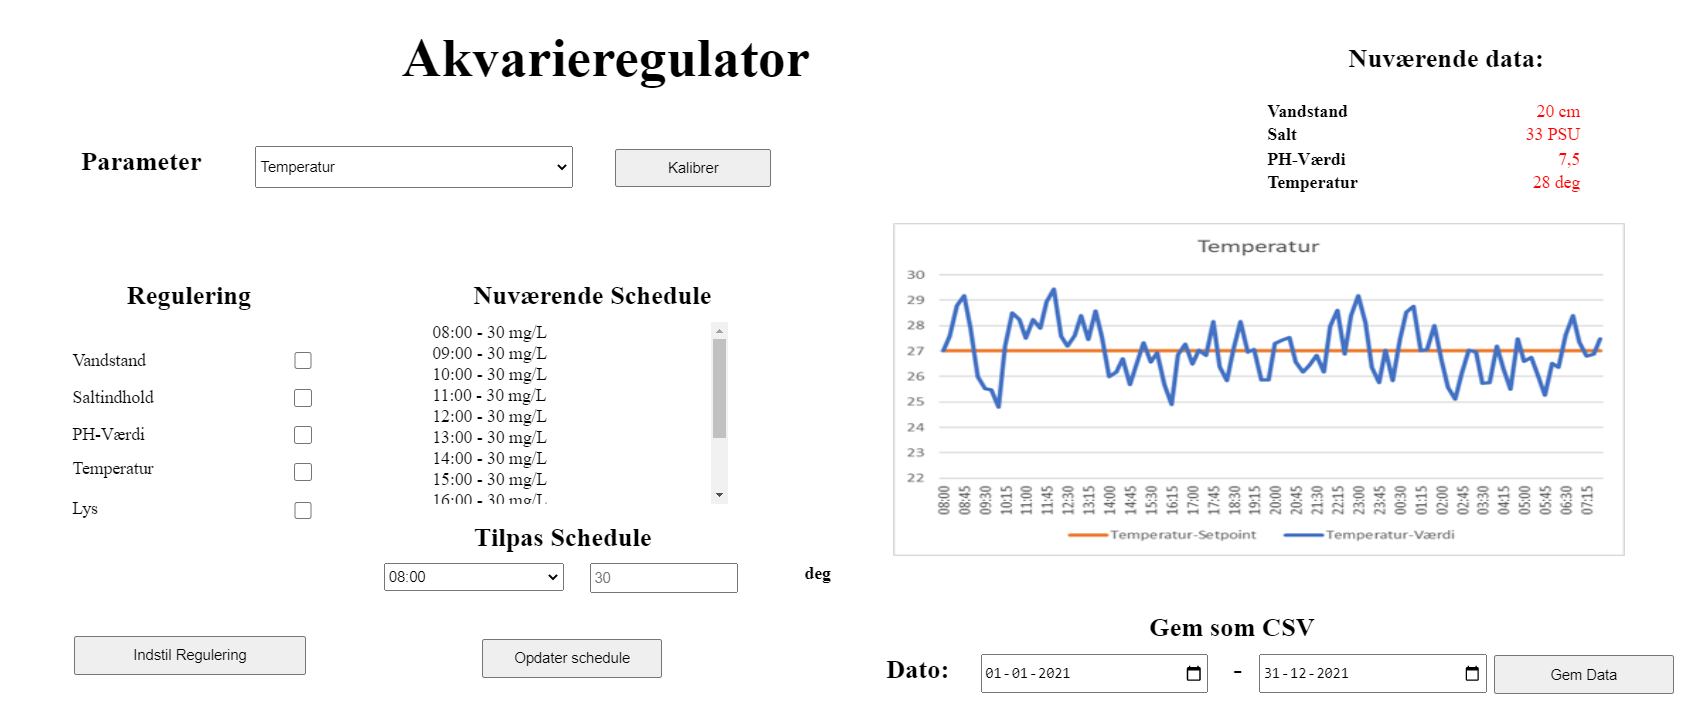 Akvarieregulator
Parameter
Temperatur
Kalibrer
Regulering
Vandstand
Saltindhold
PH-Værdi
Temperatur
Lys
Indstil Regulering
Nuværende Schedule
08:00 - 30 mg/L
09:00 - 30 mg/L
10:00 - 30 mg/L
11:00 - 30 mg/L
12:00 - 30 mg/L
13:00 - 30 mg/L
14:00 - 30 mg/L
15:00 - 30 mg/L
16:00 - 30 mg/L
Tilpas Schedule
08:00 30 deg
Opdater schedule
Nuværende data:
Vandstand 20 cm
Salt 33 PSU
PH-Værdi 7,5
Temperatur 28 deg
Temperatur
30
29
28
27
26
25
24
23
22
08:00 08:45 09:30 10:15 11:00 11:45 12:30 13:15 14:00 14:45 15:30 16:15 17:00 17:45 18:30 19:15 20:00 20:45 21:30 22:15 23:00 23:45 00:30 01:15 02:00 02:45 03:30 04:15 05:00 05:45 06:30 07:15
Temperatur-Setpoint Temperatur-Værdi
Gem som CSV
Dato: 01-01-2021 - 31-12-2021 Gem Data